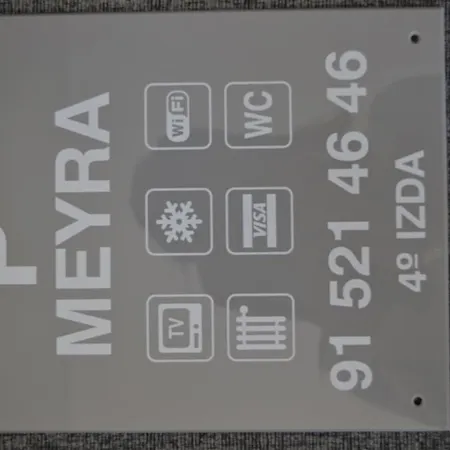 P
MEYRA
TV
WiFi
VISA
WC
91 521 46 46
4º IZDA